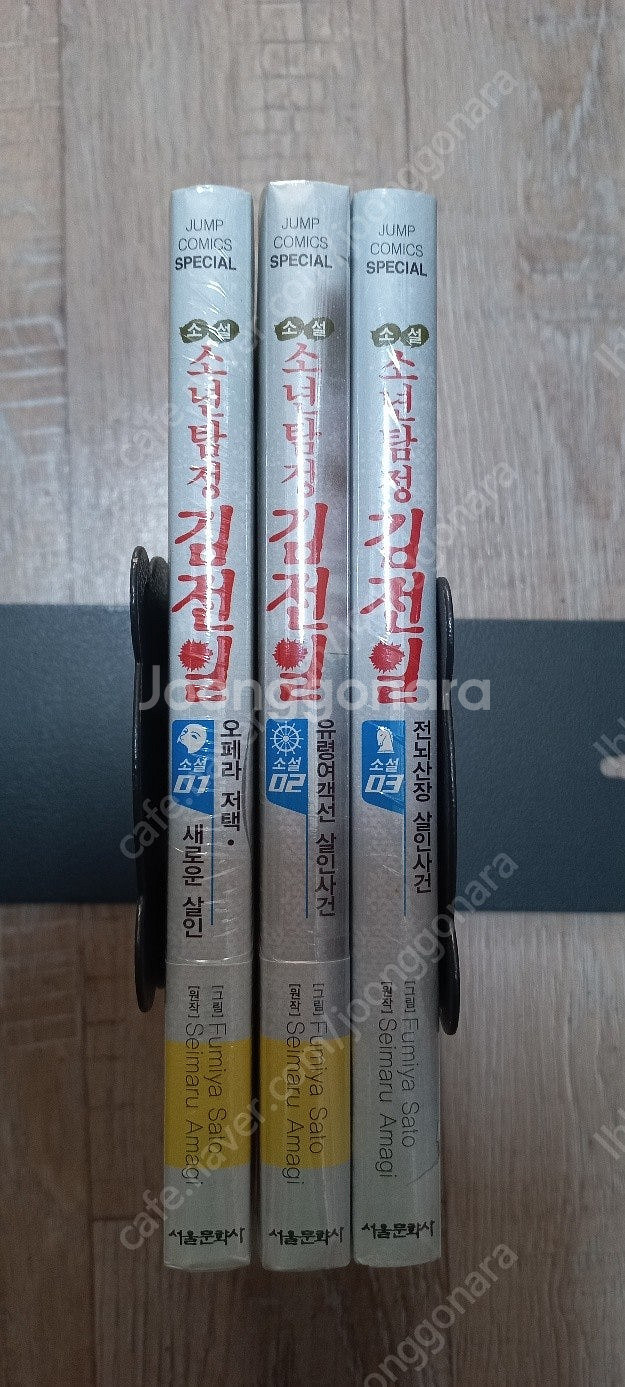 JUMP
COMICS
SPECIAL
소설
소년탐정
김전일
소설
01
오페라 저택·
새로운 살인
[그림] Fumiya Sato
[원작] Seimaru Amagi
서울문화사
JUMP
COMICS
SPECIAL
소설
소년탐정
김전일
소설
02
유령여객선 살인사건
[그림] Fumiya Sato
[원작] Seimaru Amagi
서울문화사
JUMP
COMICS
SPECIAL
소설
소년탐정
김전일
소설
03
전뇌산장 살인사건
[그림] Fumiya Sato
[원작] Seimaru Amagi
서울문화사
Joonggonara
cafe.naver.com/joonggonara